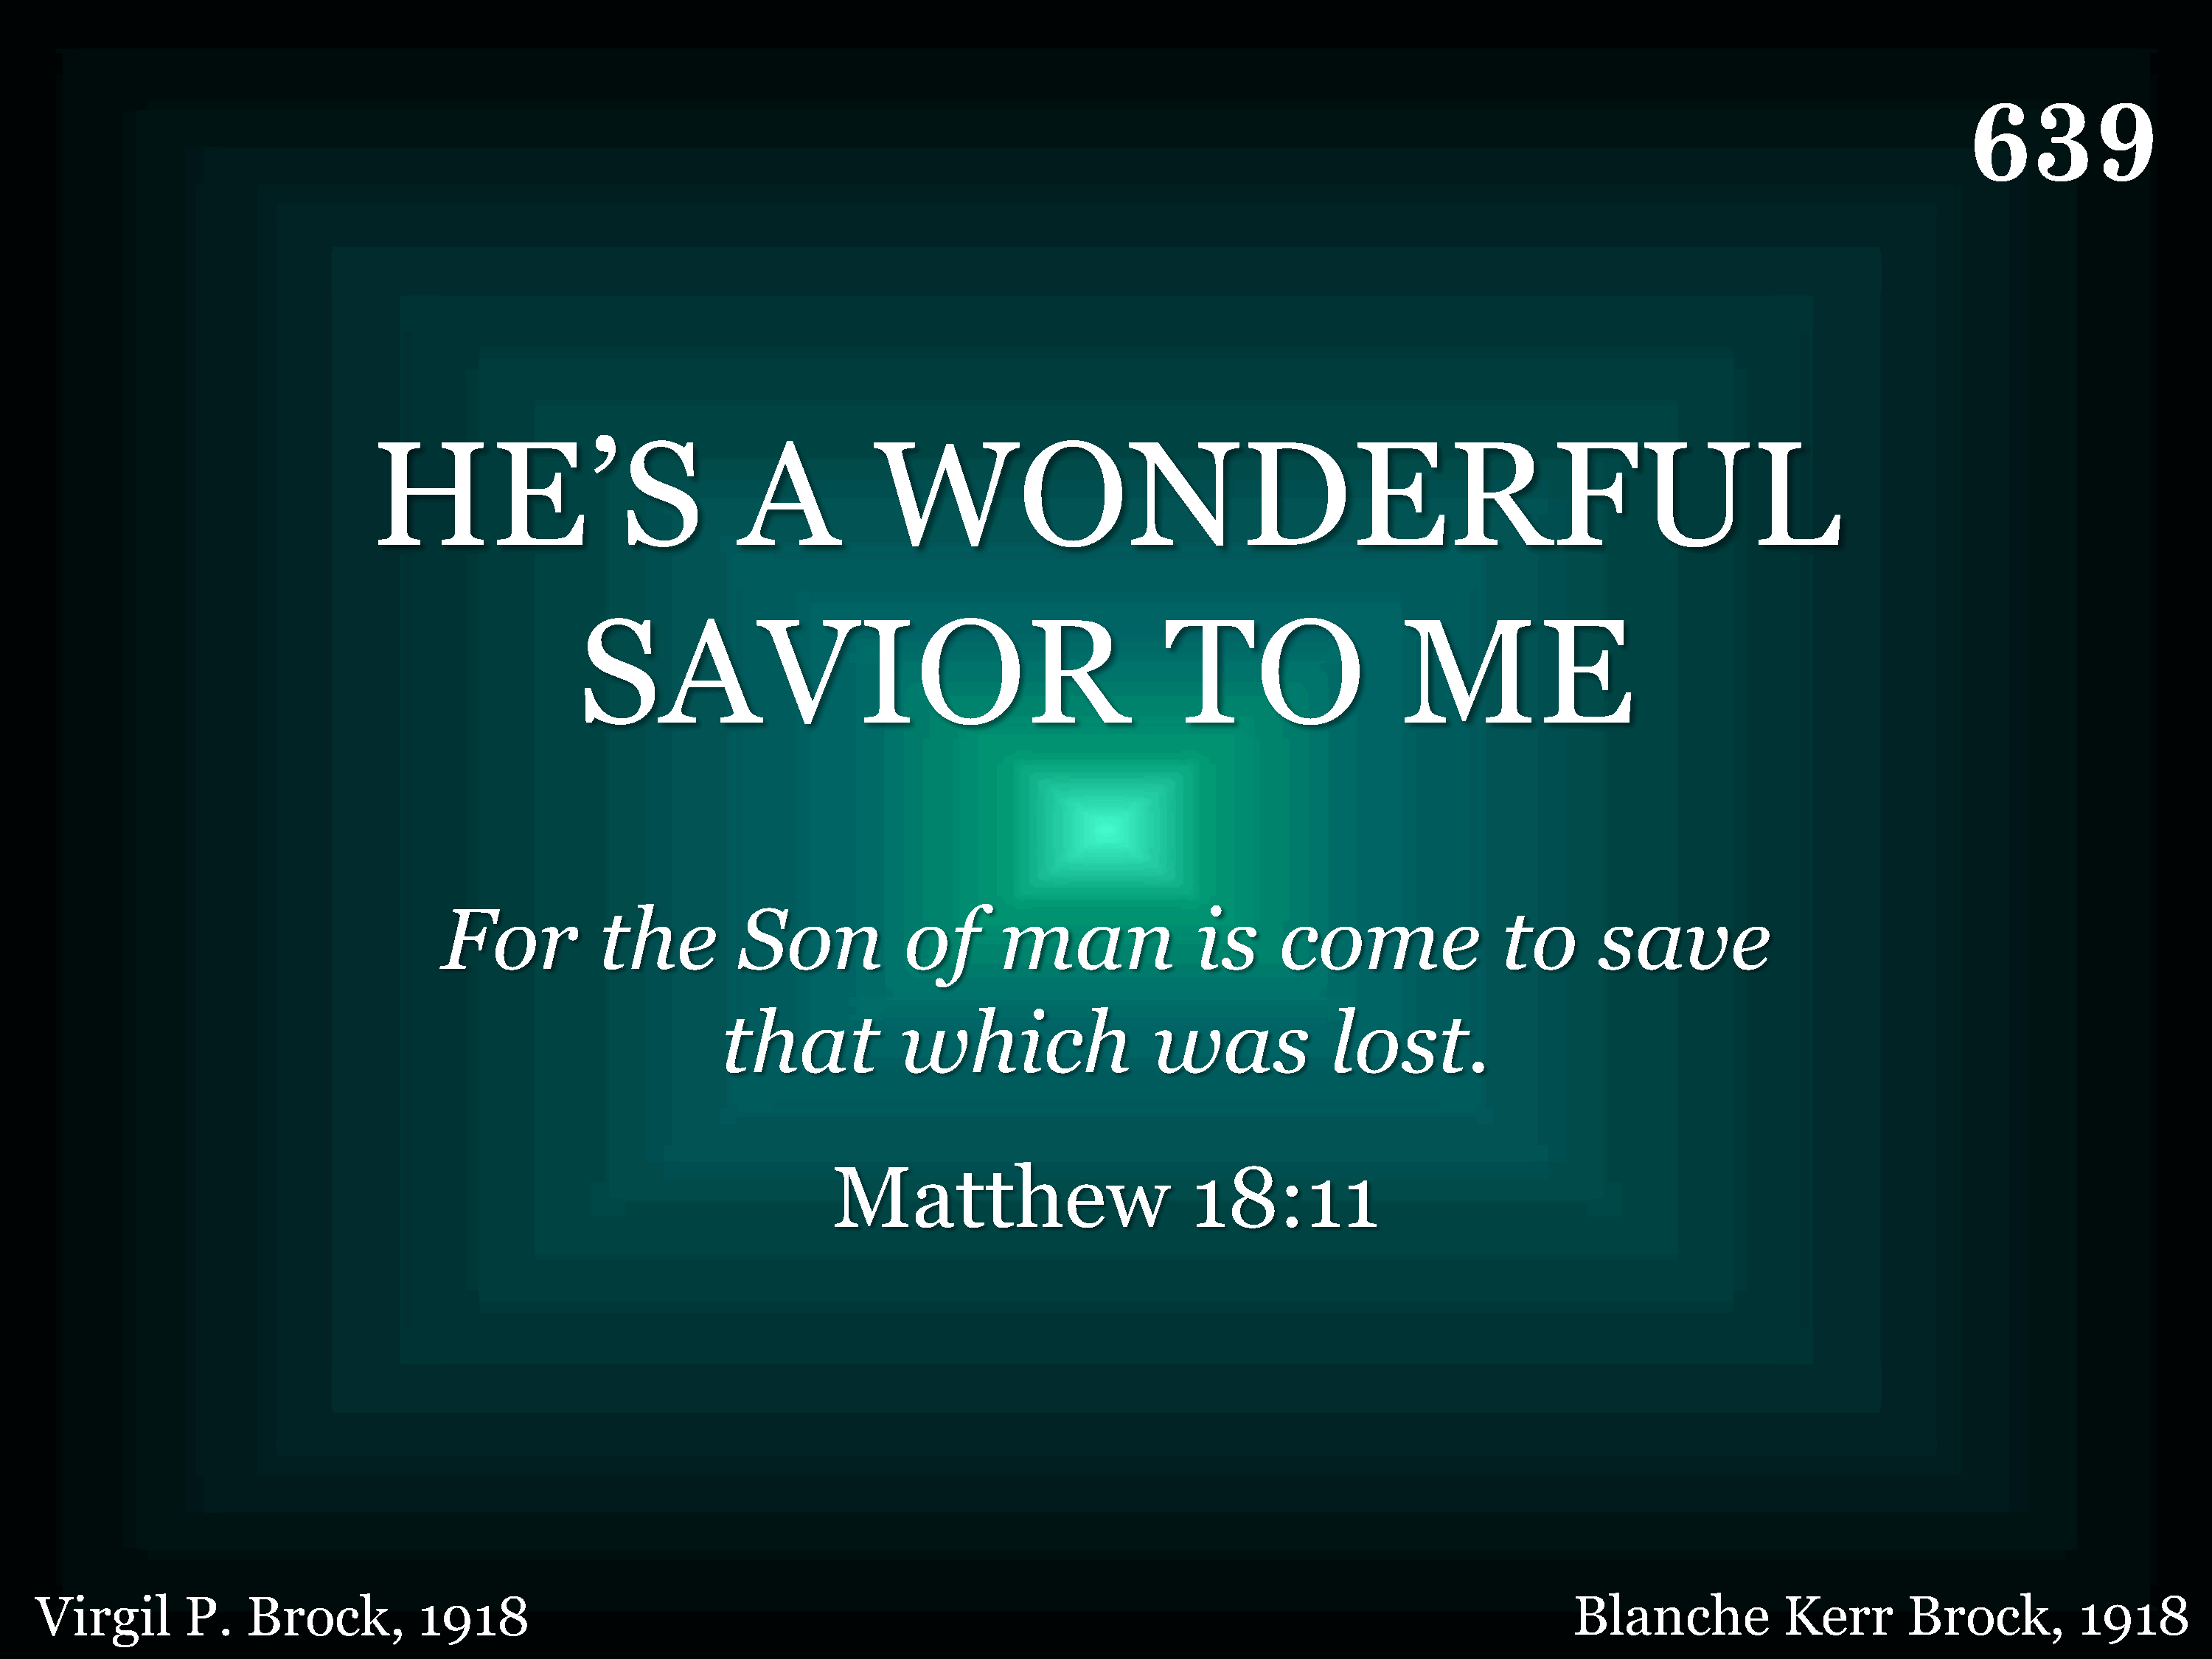 639
HE’S A WONDERFUL
SAVIOR TO ME
For the Son of man is come to save
that which was lost.
Matthew 18:11
Virgil P. Brock, 1918
Blanche Kerr Brock, 1918